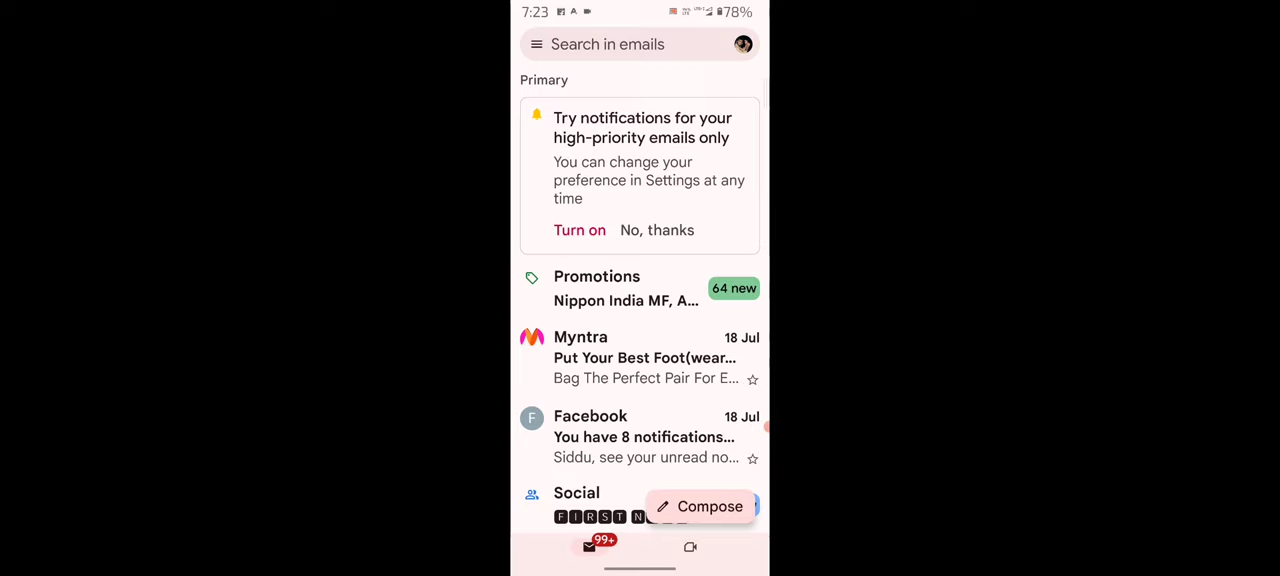 7:23 78%
Search in emails
Primary
Try notifications for your
high-priority emails only
You can change your
preference in Settings at any
time
Turn on No, thanks
Promotions
64 new
Nippon India MF, A...
Myntra 18 Jul
Put Your Best Foot(wear...
Bag The Perfect Pair For E...
F
Facebook 18 Jul
You have 8 notifications...
Siddu, see your unread no...
Social
🅵🅸🆁🆂🆃 🅽
Compose
99+